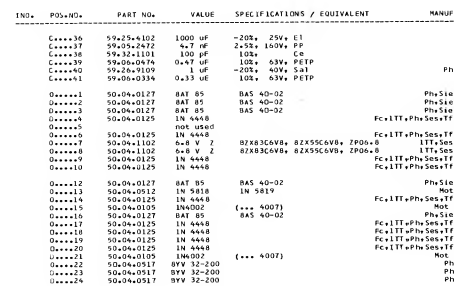 IND. POS.NO. PART NO. VALUE SPECIFICATIONS / EQUIVALENT MANUF
C....36 59.25.4102 1000 uF -20%, 25V, El
C....37 59.05.2472 4.7 nF 2.5%, 160V, PP
C....38 59.32.1101 100 pF 10%, Ce
C....39 59.06.0474 0.47 uF 10%, 63V, PETP
C....40 59.26.9109 1 uF -20%, 40V, Sal Ph
C....41 59.06.0334 0.33 uE 10%, 63V, PETP
D.....1 50.04.0127 BAT 85 BAS 40-02 Ph,Sie
D.....2 50.04.0127 BAT 85 BAS 40-02 Ph,Sie
D.....3 50.04.0127 BAT 85 BAS 40-02 Ph,Sie
D.....4 50.04.0125 1N 4448 Fc,ITT,Ph,Ses,Tf
D.....5 not used
D.....6 50.04.0125 1N 4448 Fc,ITT,Ph,Ses,Tf
D.....7 50.04.1102 6.8 V Z BZX83C6V8, BZX55C6V8, ZPD6.8 ITT,Ses
D.....8 50.04.1102 6.8 V Z BZX83C6V8, BZX55C6V8, ZPD6.8 ITT,Ses
D.....9 50.04.0125 1N 4448 Fc,ITT,Ph,Ses,Tf
D....10 50.04.0125 1N 4448 Fc,ITT,Ph,Ses,Tf
D....12 50.04.0127 BAT 85 BAS 40-02 Ph,Sie
D....13 50.04.0512 1N 5818 1N 5819 Mot
D....14 50.04.0125 1N 4448 Fc,ITT,Ph,Ses,Tf
D....15 50.04.0105 1N4002 (... 4007) Mot
D....16 50.04.0127 BAT 85 BAS 40-02 Ph,Sie
D....17 50.04.0125 1N 4448 Fc,ITT,Ph,Ses,Tf
D....18 50.04.0125 1N 4448 Fc,ITT,Ph,Ses,Tf
D....19 50.04.0125 1N 4448 Fc,ITT,Ph,Ses,Tf
D....20 50.04.0125 1N 4448 Fc,ITT,Ph,Ses,Tf
D....21 50.04.0105 1N4002 (... 4007) Mot
D....22 50.04.0517 BYV 32-200 Ph
D....23 50.04.0517 BYV 32-200 Ph
D....24 50.04.0517 BYV 32-200 Ph